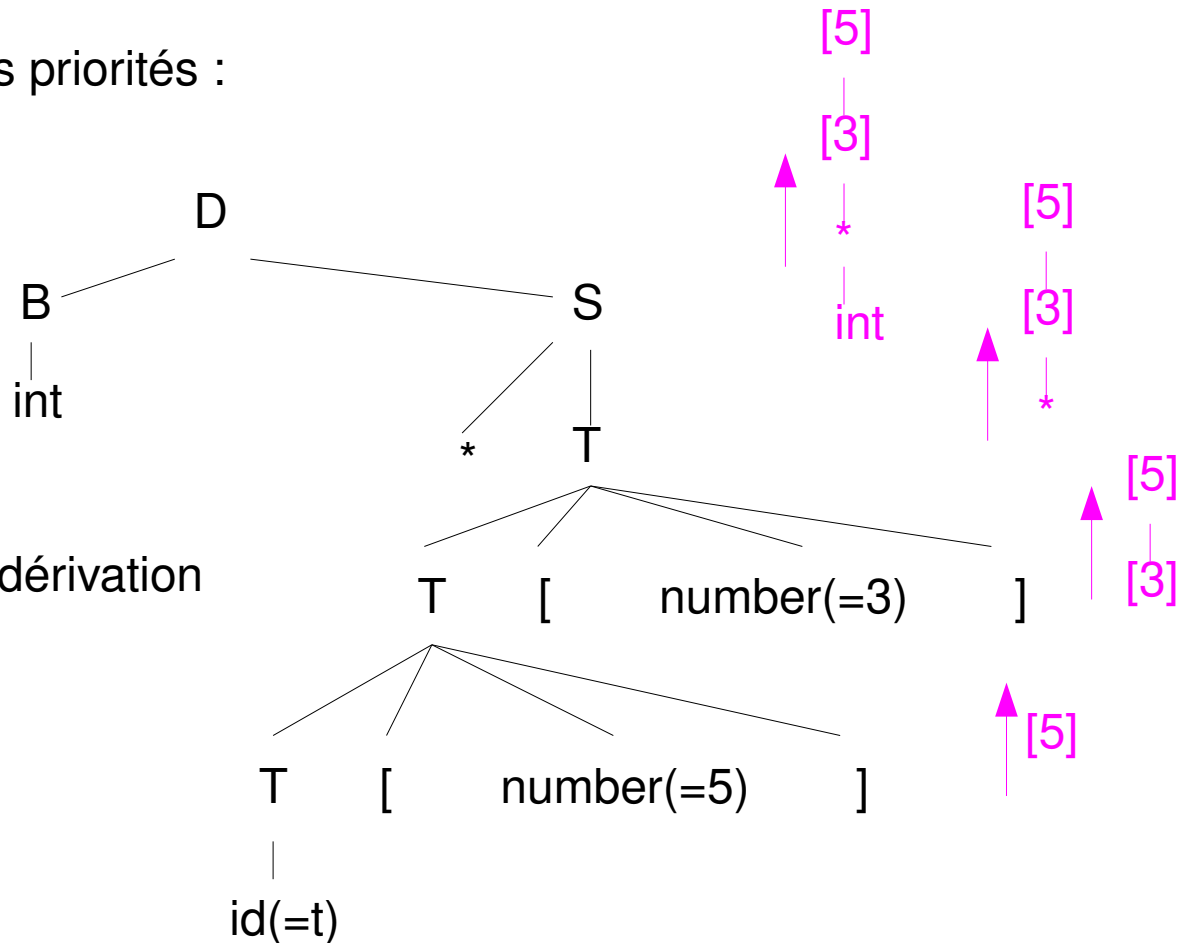 [5]
s priorités :
[3]
D
*
[5]
B
S
int
[3]
int
*
T
*
[5]
dérivation
T [ number(=3) ]
[3]
[5]
T [ number(=5) ]
id(=t)